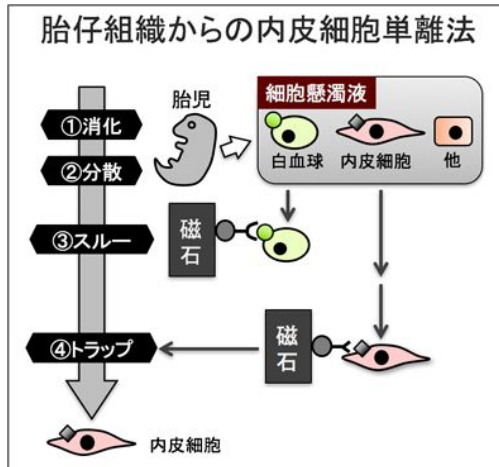 胎仔組織からの内皮細胞単離法
①消化
②分散
③スルー
④トラップ
胎児
細胞懸濁液
白血球
内皮細胞
他
磁石
磁石
内皮細胞